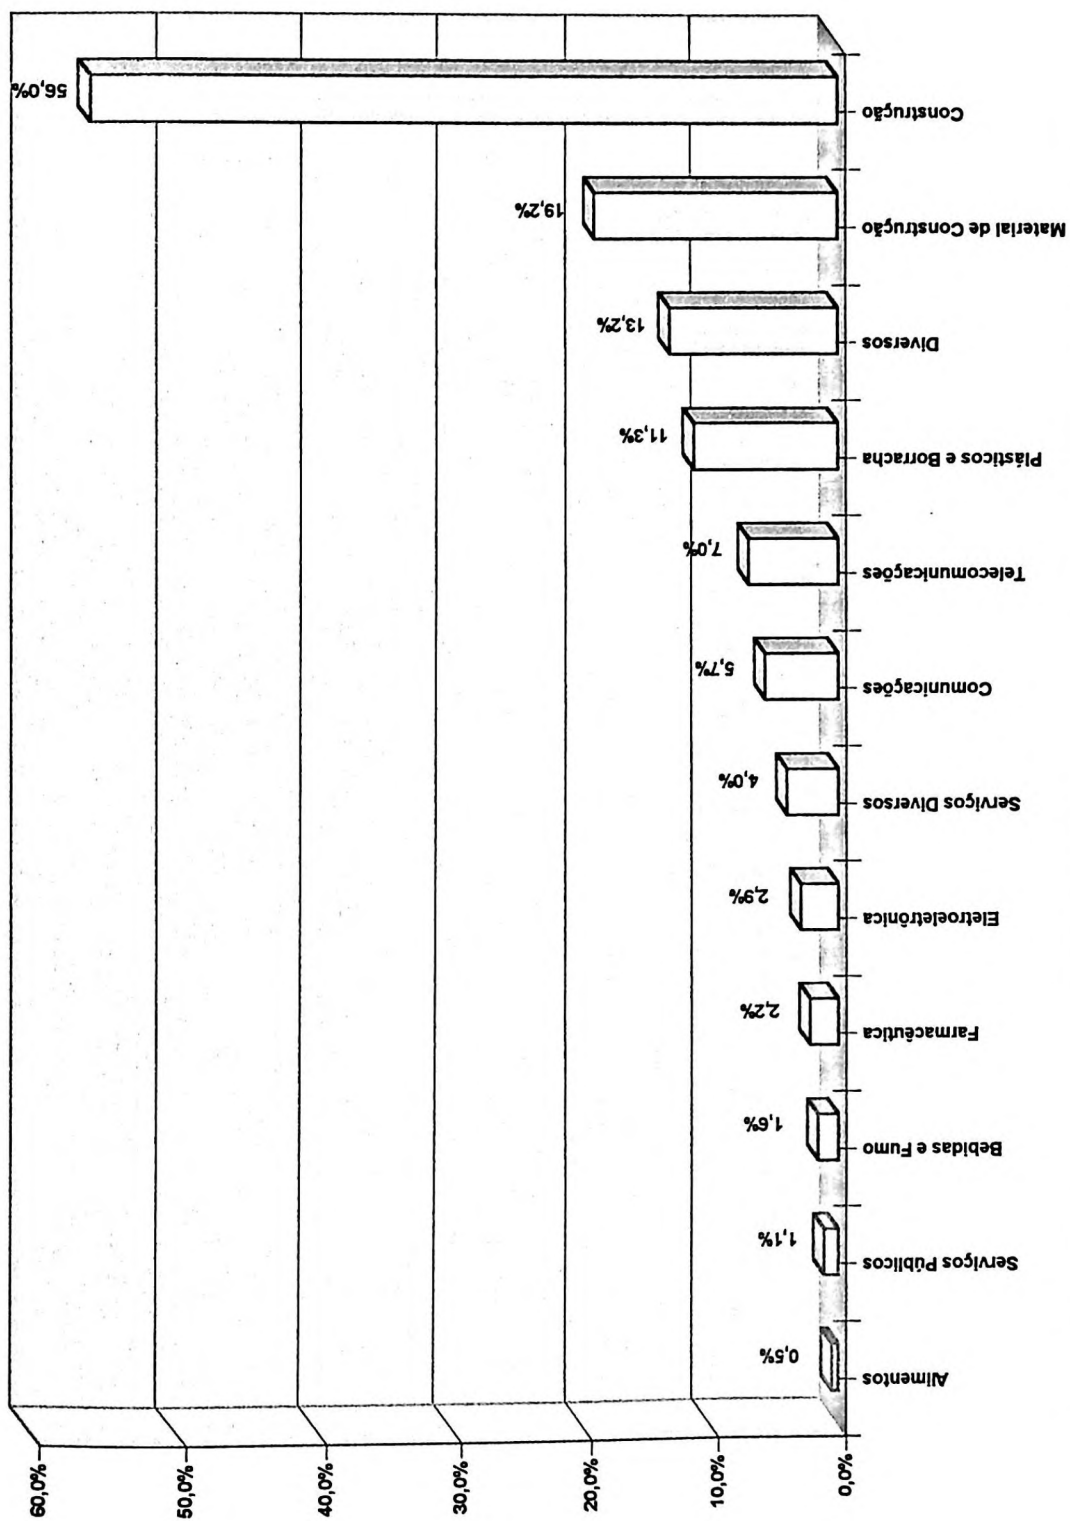 56,0%
Construção
19,2%
Material de Construção
13,2%
Diversos
11,3%
Plásticos e Borracha
7,0%
Telecomunicações
5,7%
Comunicações
4,0%
Serviços Diversos
2,9%
Eletroeletrônica
2,2%
Farmacêutica
1,6%
Bebidas e Fumo
1,1%
Serviços Públicos
0,5%
Alimentos
60,0%
50,0%
40,0%
30,0%
20,0%
10,0%
0,0%